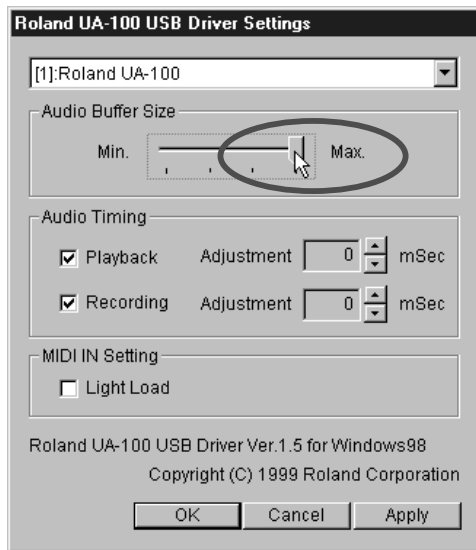 Roland UA-100 USB Driver Settings
[1]:Roland UA-100
Audio Buffer Size
Min. Max.
Audio Timing
Playback Adjustment 0 mSec
Recording Adjustment 0 mSec
MIDI IN Setting
Light Load
Roland UA-100 USB Driver Ver.1.5 for Windows98
Copyright (C) 1999 Roland Corporation
OK Cancel Apply